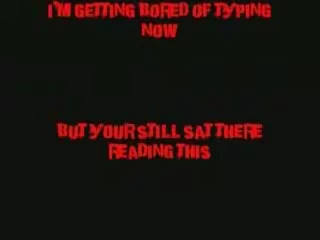 I'M GETTING BORED OF TYPING
NOW
BUT YOUR STILL SAT THERE
READING THIS